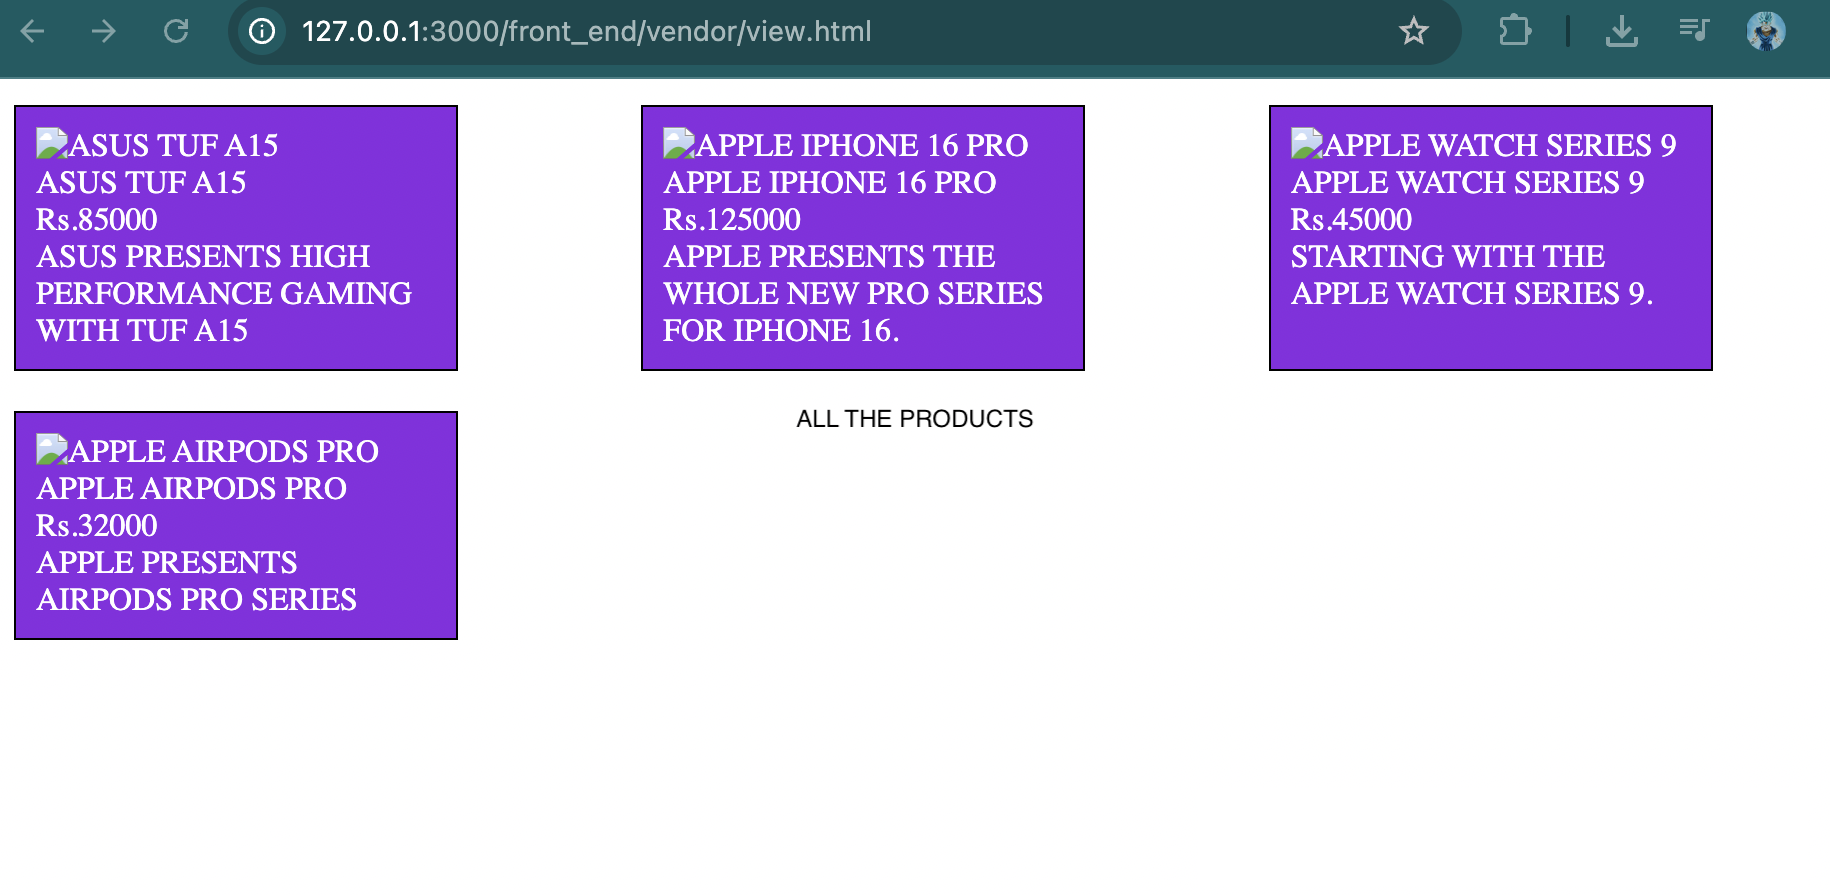 127.0.0.1:3000/front_end/vendor/view.html
ASUS TUF A15
ASUS TUF A15
Rs.85000
ASUS PRESENTS HIGH
PERFORMANCE GAMING
WITH TUF A15
APPLE IPHONE 16 PRO
APPLE IPHONE 16 PRO
Rs.125000
APPLE PRESENTS THE
WHOLE NEW PRO SERIES
FOR IPHONE 16.
APPLE WATCH SERIES 9
APPLE WATCH SERIES 9
Rs.45000
STARTING WITH THE
APPLE WATCH SERIES 9.
ALL THE PRODUCTS
APPLE AIRPODS PRO
APPLE AIRPODS PRO
Rs.32000
APPLE PRESENTS
AIRPODS PRO SERIES